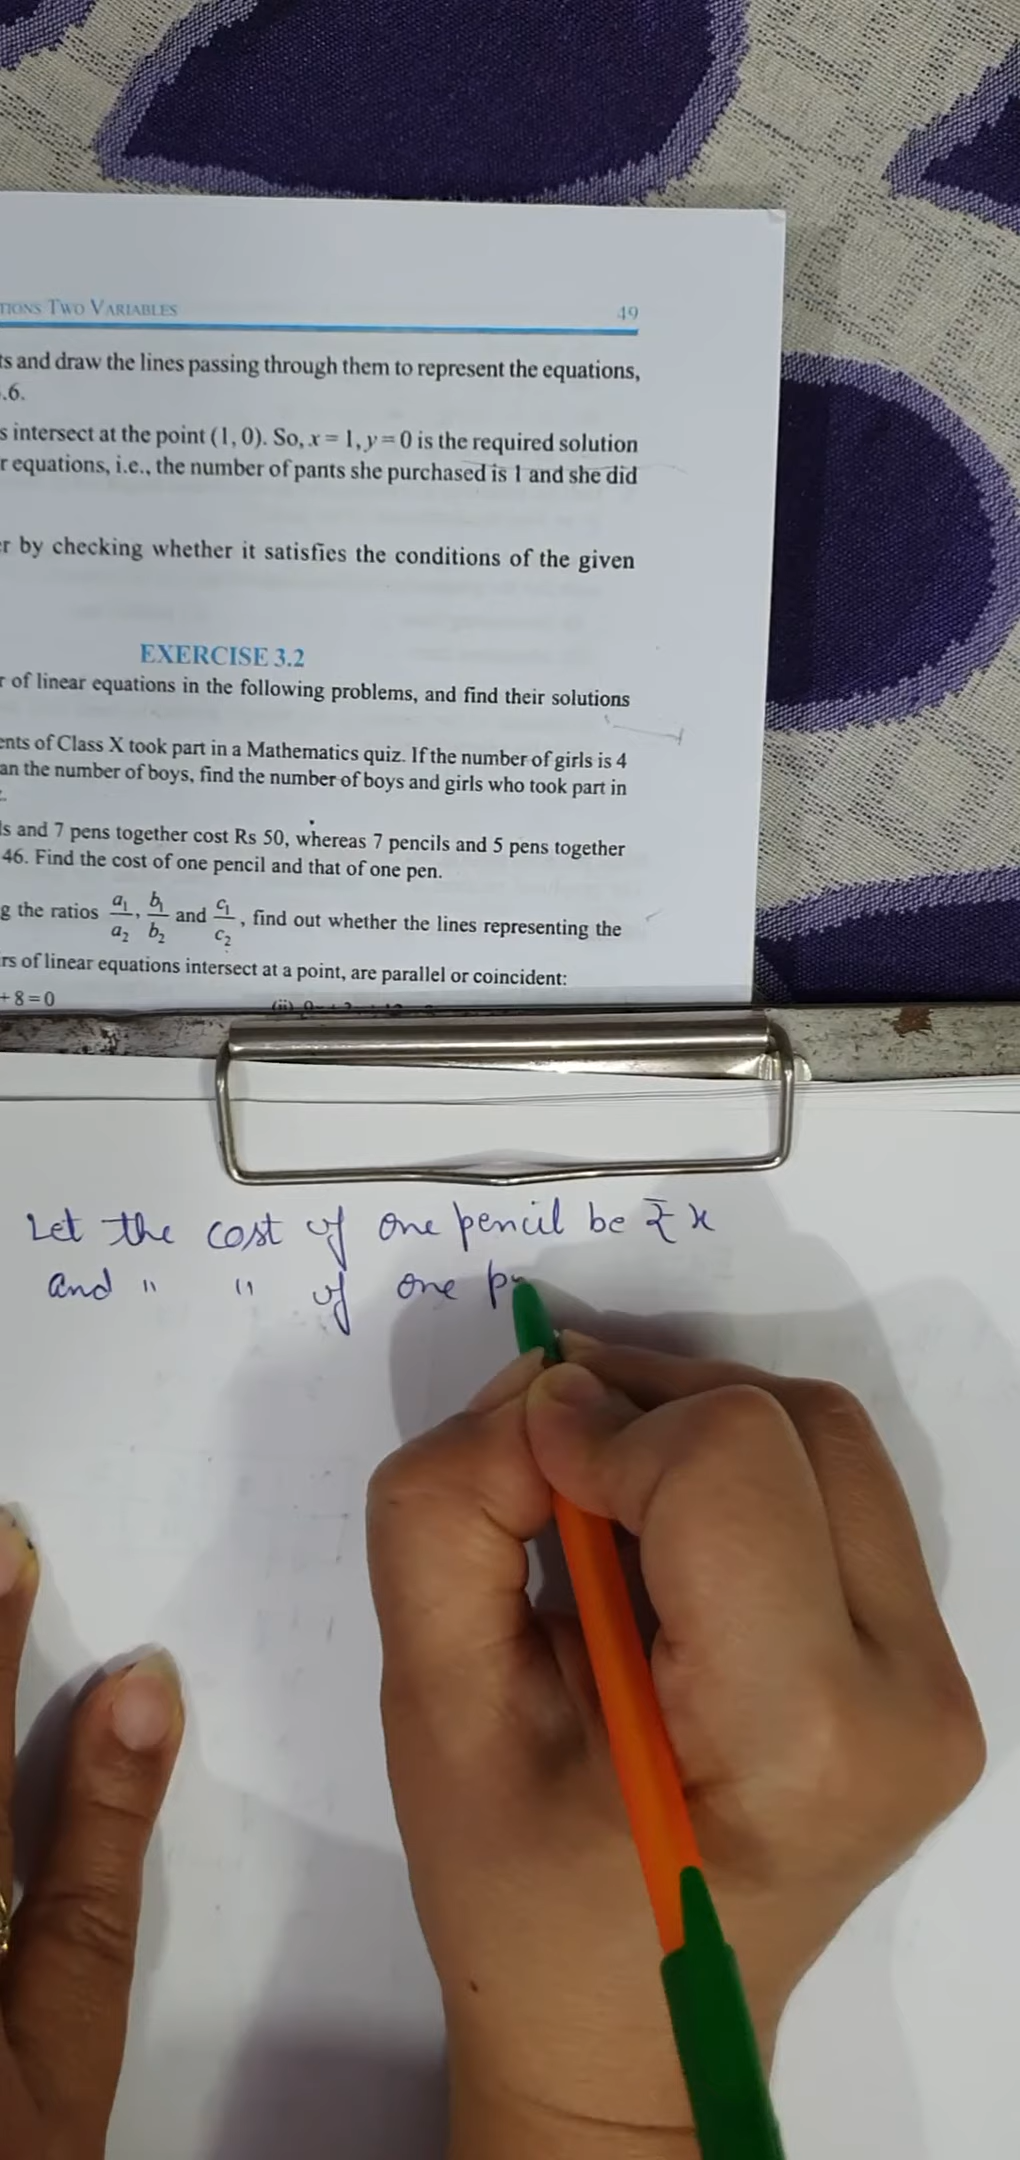 TIONS TWO VARIABLES 49
ts and draw the lines passing through them to represent the equations,
.6.
s intersect at the point (1, 0). So, x = 1, y = 0 is the required solution
r equations, i.e., the number of pants she purchased is 1 and she did
er by checking whether it satisfies the conditions of the given
EXERCISE 3.2
r of linear equations in the following problems, and find their solutions
ents of Class X took part in a Mathematics quiz. If the number of girls is 4
an the number of boys, find the number of boys and girls who took part in
ls and 7 pens together cost Rs 50, whereas 7 pencils and 5 pens together
46. Find the cost of one pencil and that of one pen.
g the ratios a₁/a₂, b₁/b₂ and c₁/c₂, find out whether the lines representing the
rs of linear equations intersect at a point, are parallel or coincident:
+ 8 = 0 (ii)
Let the cost of one pencil be ₹ x
and " " of one